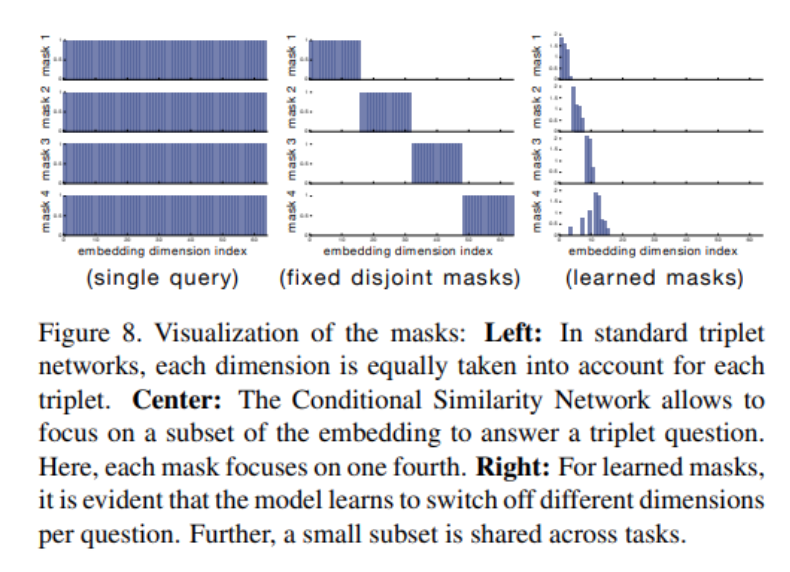 mask 1
mask 2
mask 3
mask 4
embedding dimension index
(single query)
mask 1
mask 2
mask 3
mask 4
embedding dimension index
(fixed disjoint masks)
mask 1
mask 2
mask 3
mask 4
embedding dimension index
(learned masks)
Figure 8. Visualization of the masks: Left: In standard triplet
networks, each dimension is equally taken into account for each
triplet. Center: The Conditional Similarity Network allows to
focus on a subset of the embedding to answer a triplet question.
Here, each mask focuses on one fourth. Right: For learned masks,
it is evident that the model learns to switch off different dimensions
per question. Further, a small subset is shared across tasks.